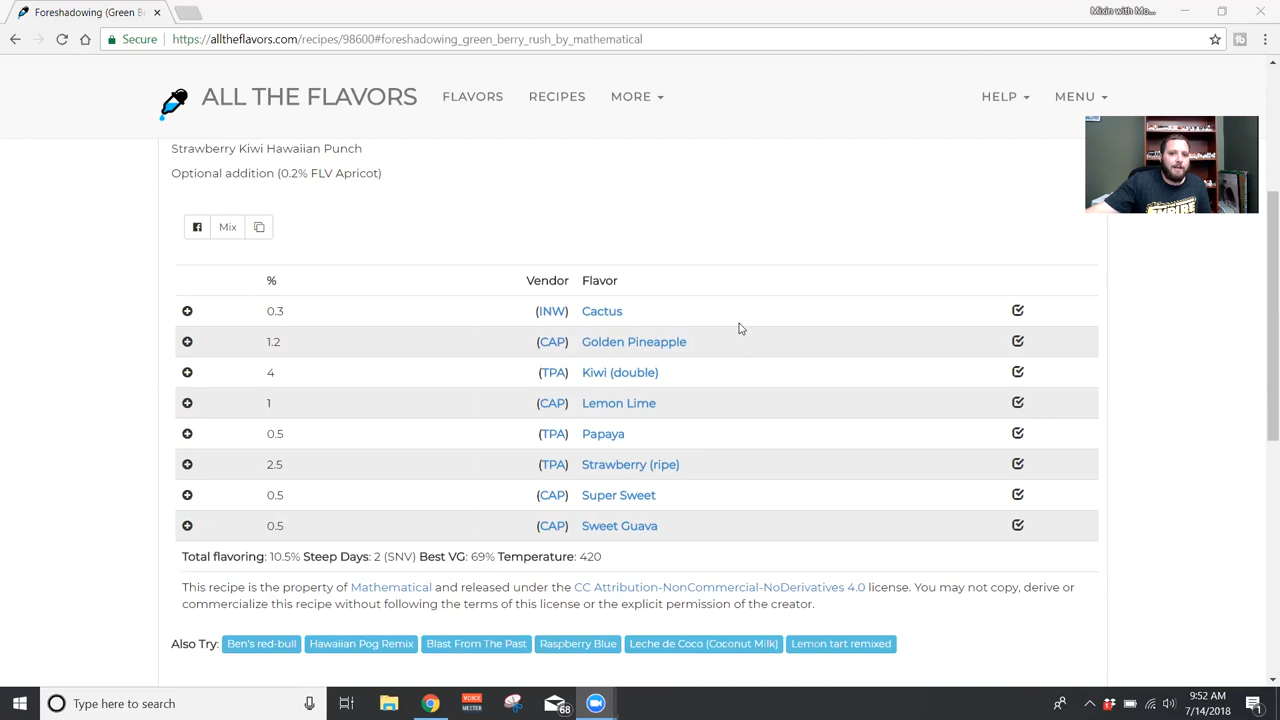 Foreshadowing (Green Be
Mixin with Mo...
Secure
https://alltheflavors.com/recipes/98600#foreshadowing_green_berry_rush_by_mathematical
ALL THE FLAVORS
FLAVORS
RECIPES
MORE
HELP
MENU
Strawberry Kiwi Hawaiian Punch
Optional addition (0.2% FLV Apricot)
Mix
% Vendor Flavor
0.3 (INW) Cactus
1.2 (CAP) Golden Pineapple
4 (TPA) Kiwi (double)
1 (CAP) Lemon Lime
0.5 (TPA) Papaya
2.5 (TPA) Strawberry (ripe)
0.5 (CAP) Super Sweet
0.5 (CAP) Sweet Guava
Total flavoring: 10.5% Steep Days: 2 (SNV) Best VG: 69% Temperature: 420
This recipe is the property of Mathematical and released under the CC Attribution-NonCommercial-NoDerivatives 4.0 license. You may not copy, derive or
commercialize this recipe without following the terms of this license or the explicit permission of the creator.
Also Try: Ben's red-bull Hawaiian Pog Remix Blast From The Past Raspberry Blue Leche de Coco (Coconut Milk) Lemon tart remixed
Type here to search
VOICE
MEETER
68
9:52 AM
7/14/2018
1